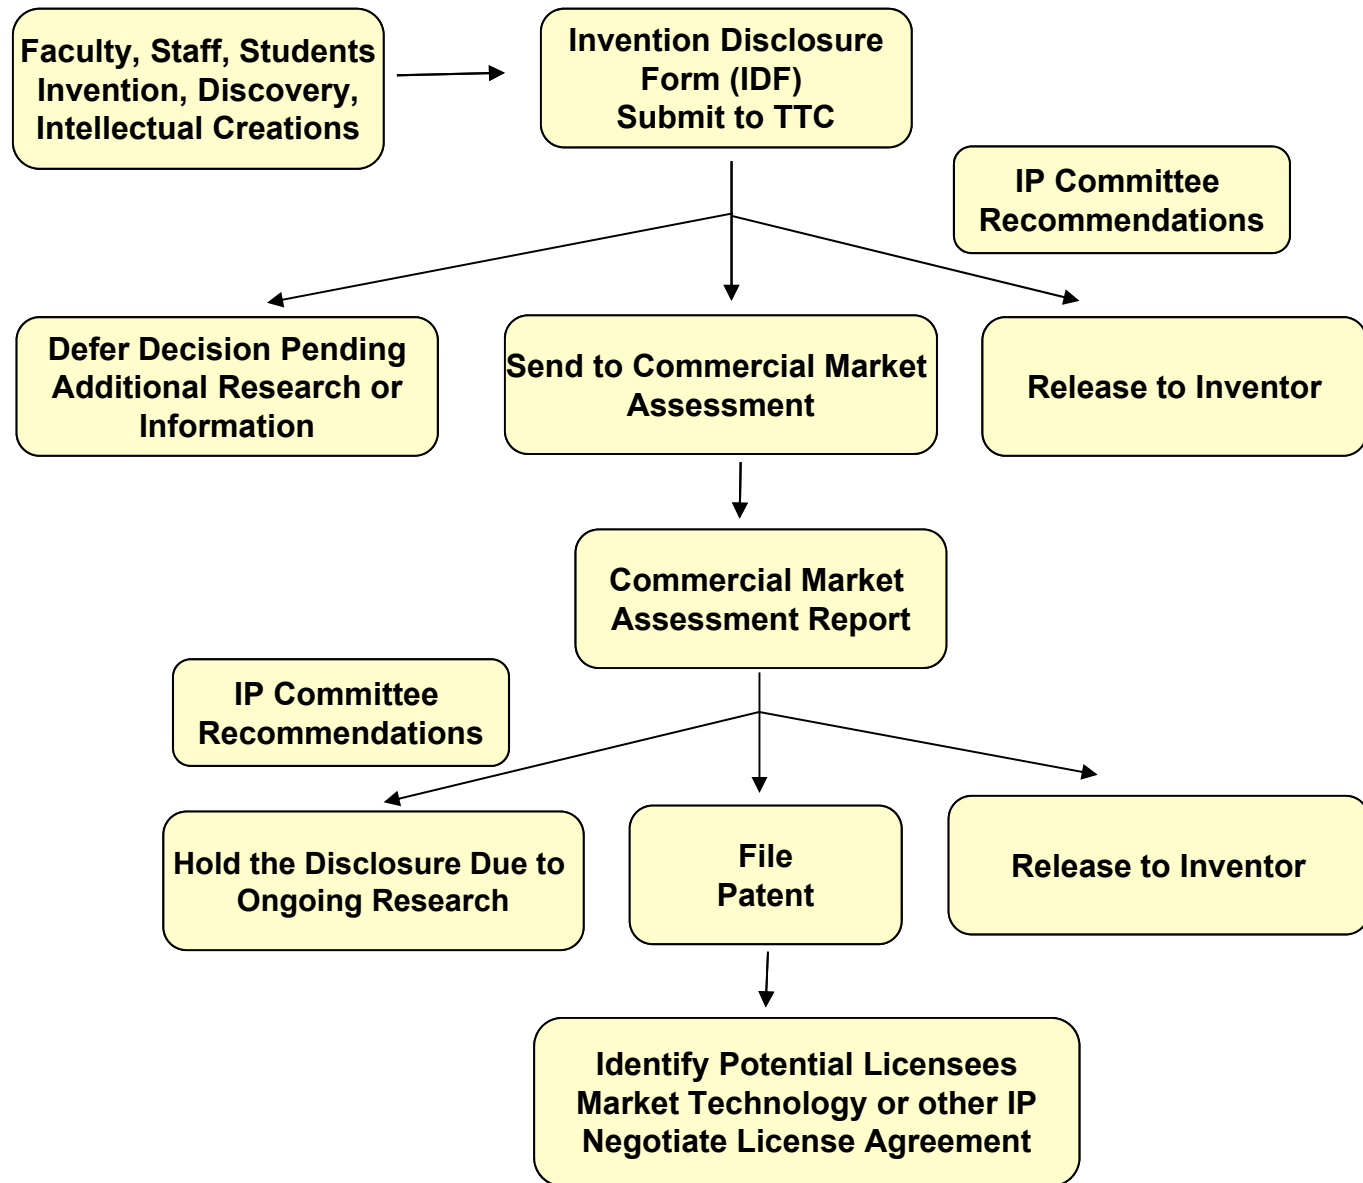 Faculty, Staff, Students
Invention, Discovery,
Intellectual Creations
Invention Disclosure
Form (IDF)
Submit to TTC
IP Committee
Recommendations
Defer Decision Pending
Additional Research or
Information
Send to Commercial Market
Assessment
Release to Inventor
Commercial Market
Assessment Report
IP Committee
Recommendations
Hold the Disclosure Due to
Ongoing Research
File
Patent
Release to Inventor
Identify Potential Licensees
Market Technology or other IP
Negotiate License Agreement